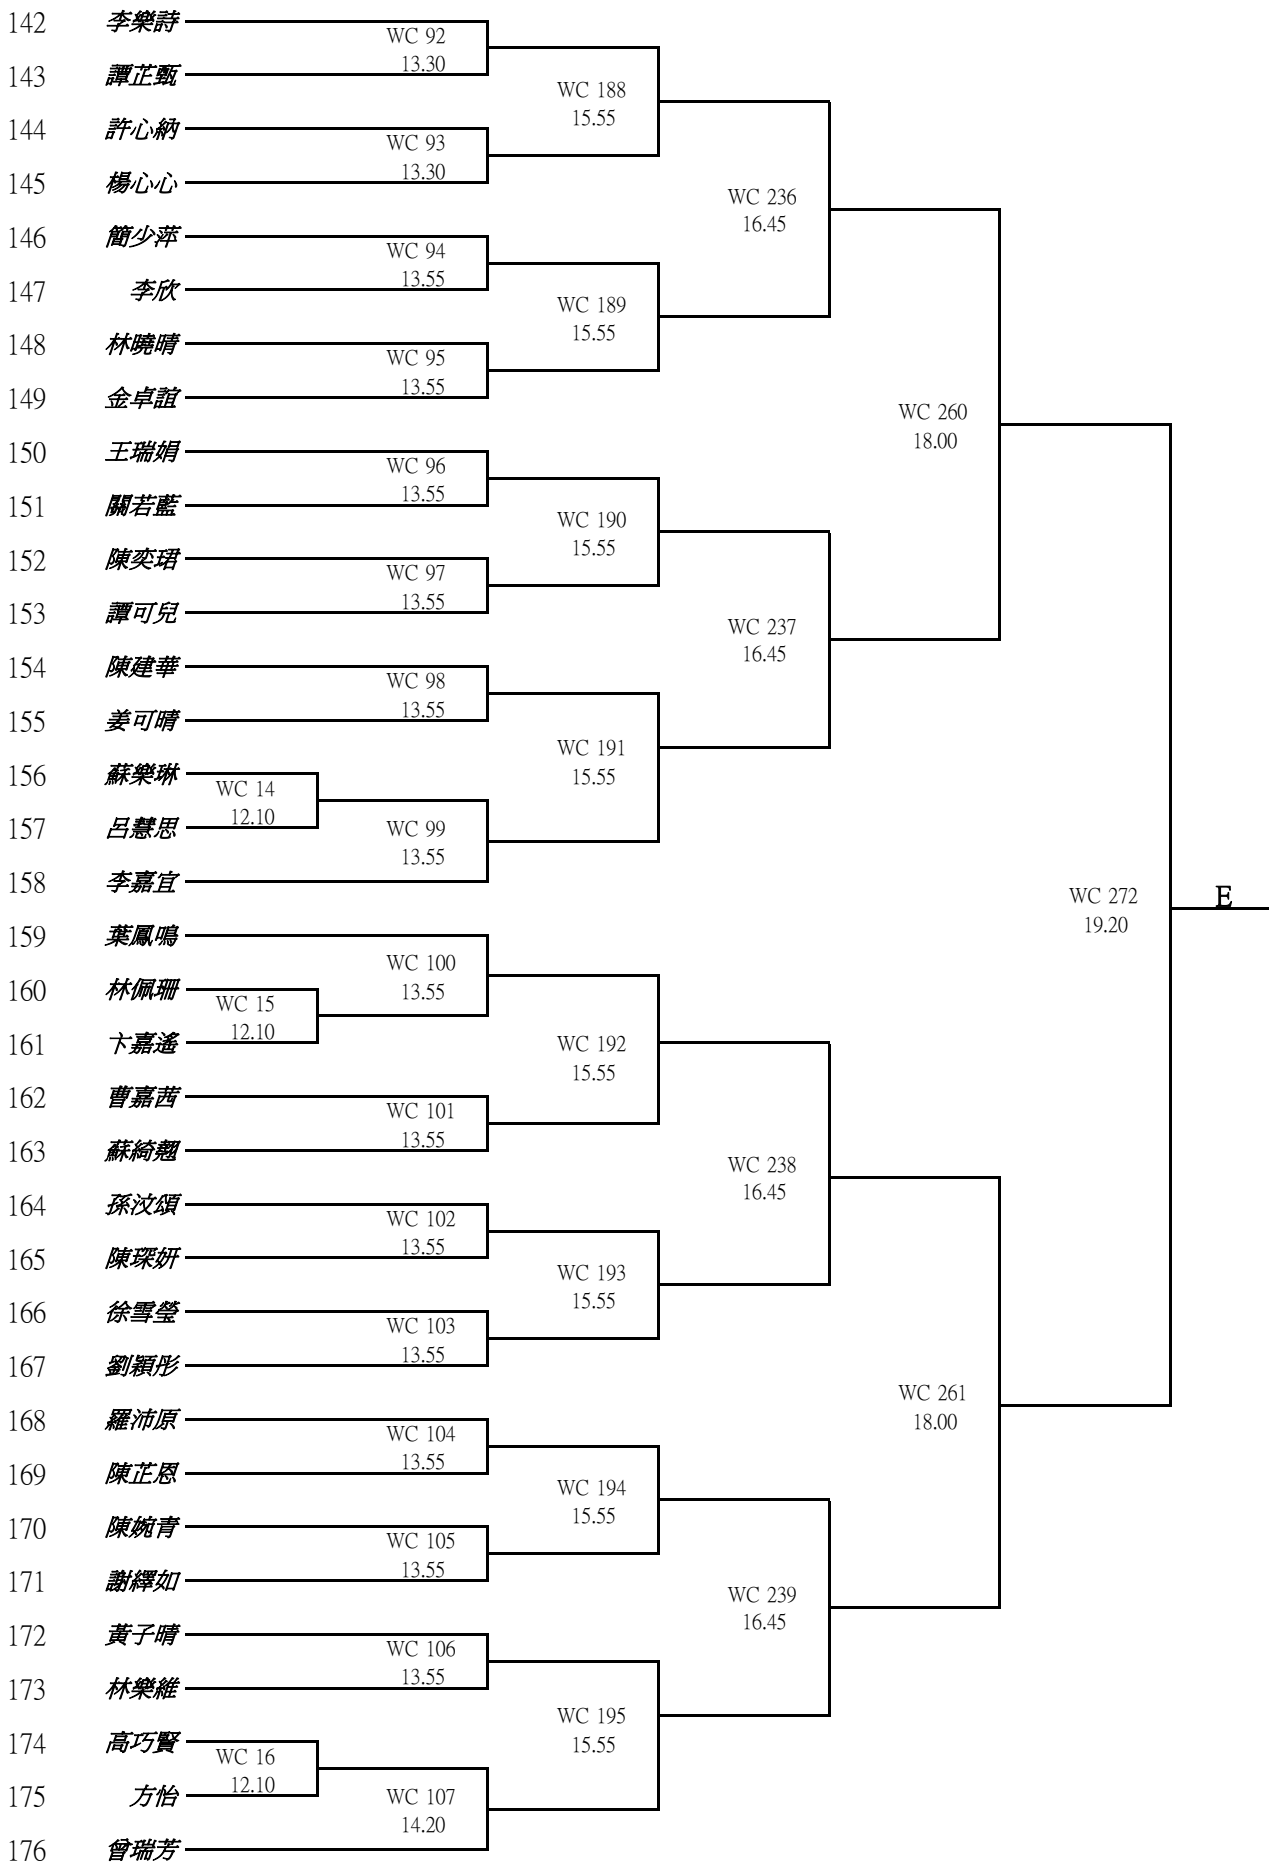 142 李樂詩
WC 92
13.30
143 譚芷甄
WC 188
15.55
144 許心納
WC 93
13.30
145 楊心心
WC 236
16.45
146 簡少萍
WC 94
13.55
147 李欣
WC 189
15.55
148 林曉晴
WC 95
13.55
149 金卓誼
WC 260
18.00
150 王瑞娟
WC 96
13.55
151 關若藍
WC 190
15.55
152 陳奕珺
WC 97
13.55
153 譚可兒
WC 237
16.45
154 陳建華
WC 98
13.55
155 姜可晴
WC 191
15.55
156 蘇樂琳
WC 14
12.10
157 呂慧思
WC 99
13.55
158 李嘉宜
WC 272
19.20
E
159 葉鳳鳴
WC 100
13.55
160 林佩珊
WC 15
12.10
161 卞嘉遙
WC 192
15.55
162 曹嘉茜
WC 101
13.55
163 蘇綺翹
WC 238
16.45
164 孫汶頌
WC 102
13.55
165 陳琛妍
WC 193
15.55
166 徐雪瑩
WC 103
13.55
167 劉穎彤
WC 261
18.00
168 羅沛原
WC 104
13.55
169 陳芷恩
WC 194
15.55
170 陳婉青
WC 105
13.55
171 謝繹如
WC 239
16.45
172 黃子晴
WC 106
13.55
173 林樂維
WC 195
15.55
174 高巧賢
WC 16
12.10
175 方怡
WC 107
14.20
176 曾瑞芳